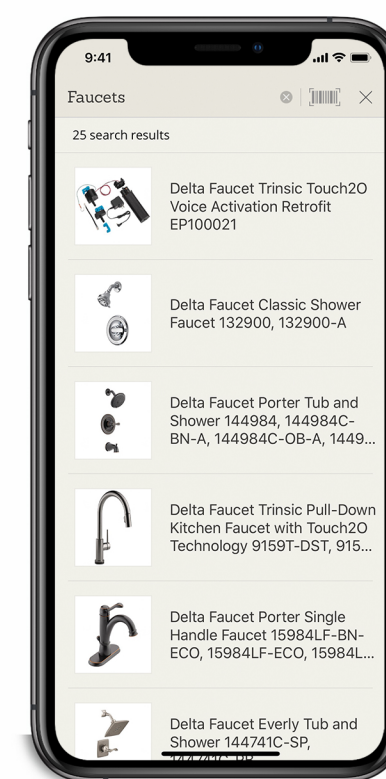 9:41
Faucets
25 search results
Delta Faucet Trinsic Touch2O
Voice Activation Retrofit
EP100021
Delta Faucet Classic Shower
Faucet 132900, 132900-A
Delta Faucet Porter Tub and
Shower 144984, 144984C-
BN-A, 144984C-OB-A, 1449...
Delta Faucet Trinsic Pull-Down
Kitchen Faucet with Touch2O
Technology 9159T-DST, 915...
Delta Faucet Porter Single
Handle Faucet 15984LF-BN-
ECO, 15984LF-ECO, 15984L...
Delta Faucet Everly Tub and
Shower 144741C-SP,